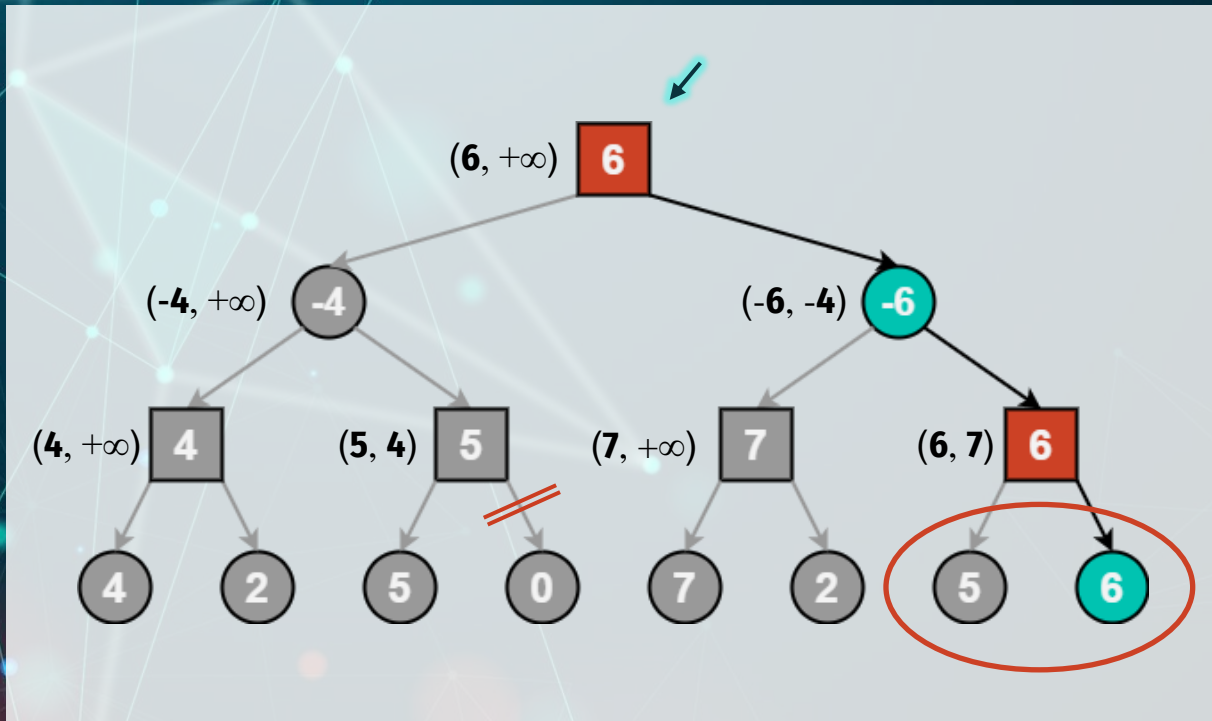 (6, +∞) 6
(-4, +∞) -4 (-6, -4) -6
(4, +∞) 4 (5, 4) 5 (7, +∞) 7 (6, 7) 6
4 2 5 0 7 2 5 6